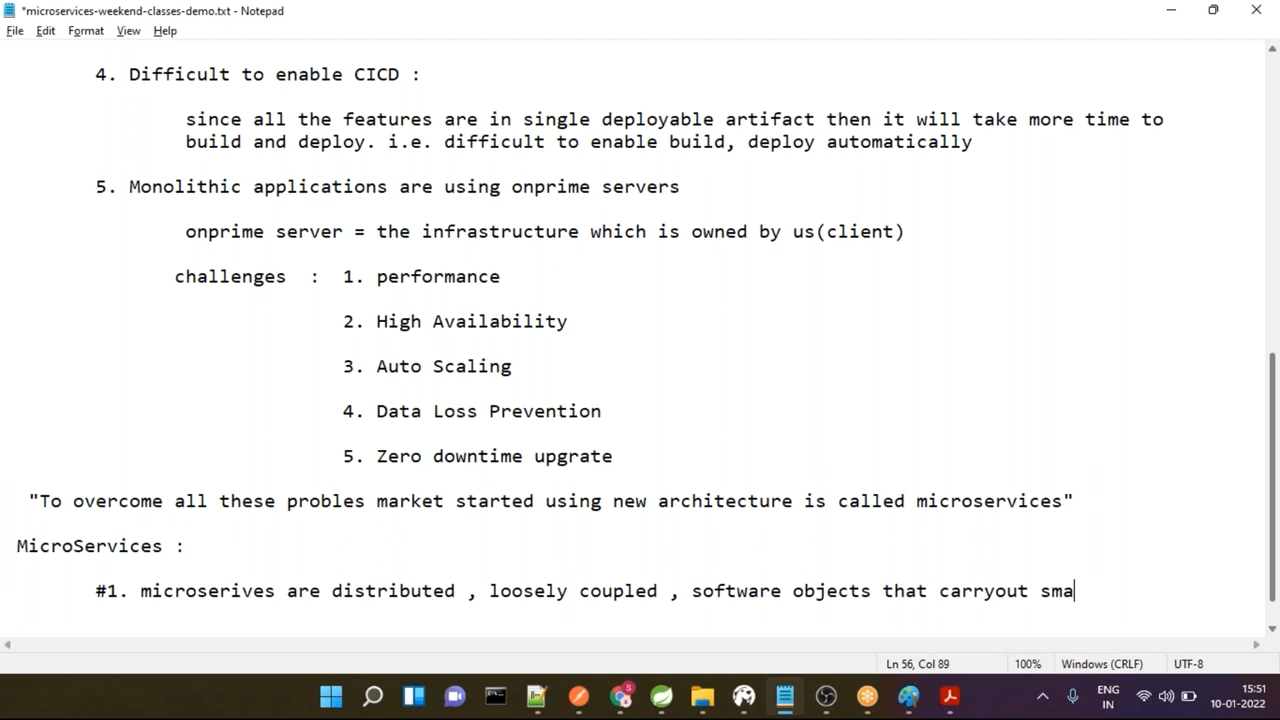 *microservices-weekend-classes-demo.txt - Notepad
File Edit Format View Help
4. Difficult to enable CICD :
since all the features are in single deployable artifact then it will take more time to
build and deploy. i.e. difficult to enable build, deploy automatically
5. Monolithic applications are using onprime servers
onprime server = the infrastructure which is owned by us(client)
challenges : 1. performance
2. High Availability
3. Auto Scaling
4. Data Loss Prevention
5. Zero downtime upgrate
"To overcome all these probles market started using new architecture is called microservices"
MicroServices :
#1. microserives are distributed , loosely coupled , software objects that carryout sma
Ln 56, Col 89 100% Windows (CRLF) UTF-8
ENG 15:51
IN 10-01-2022